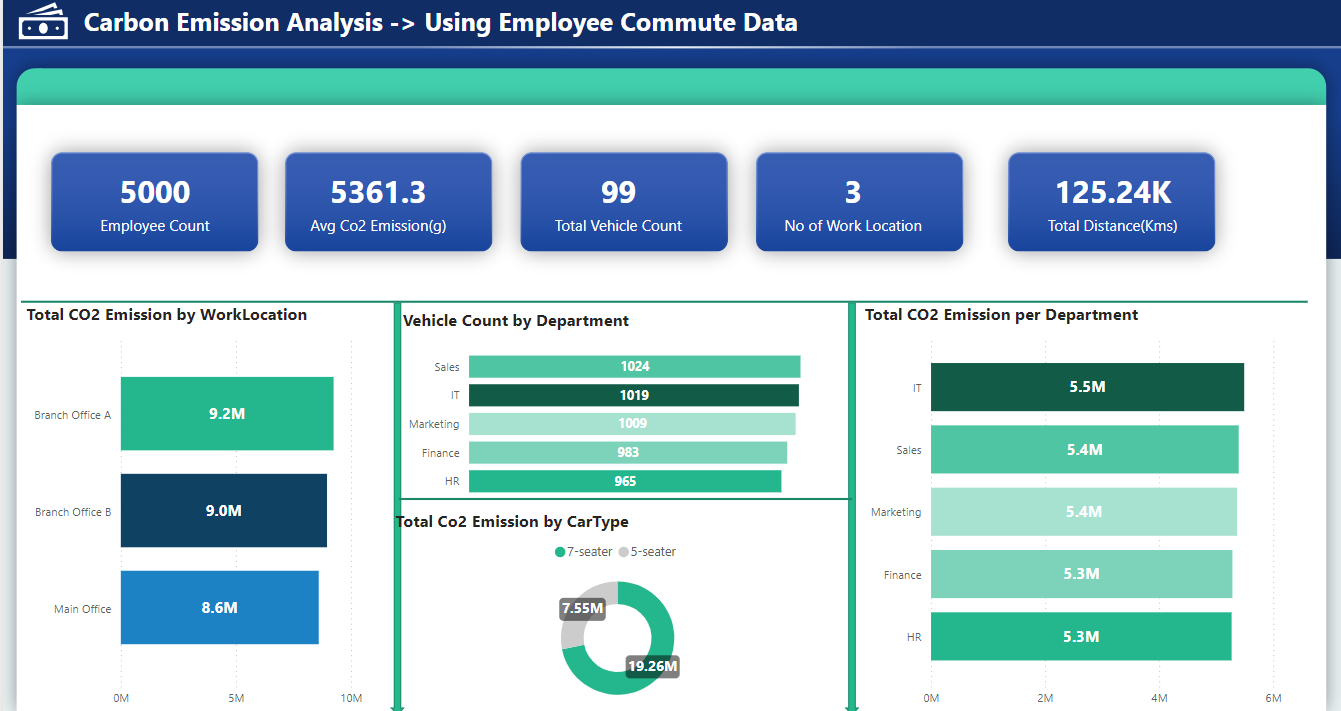 Carbon Emission Analysis -> Using Employee Commute Data
5000
Employee Count
5361.3
Avg Co2 Emission(g)
99
Total Vehicle Count
3
No of Work Location
125.24K
Total Distance(Kms)
Total CO2 Emission by WorkLocation
Branch Office A
9.2M
Branch Office B
9.0M
Main Office
8.6M
0M
5M
10M
Vehicle Count by Department
Sales
1024
IT
1019
Marketing
1009
Finance
983
HR
965
Total Co2 Emission by CarType
7-seater
5-seater
7.55M
19.26M
Total CO2 Emission per Department
IT
5.5M
Sales
5.4M
Marketing
5.4M
Finance
5.3M
HR
5.3M
0M
2M
4M
6M